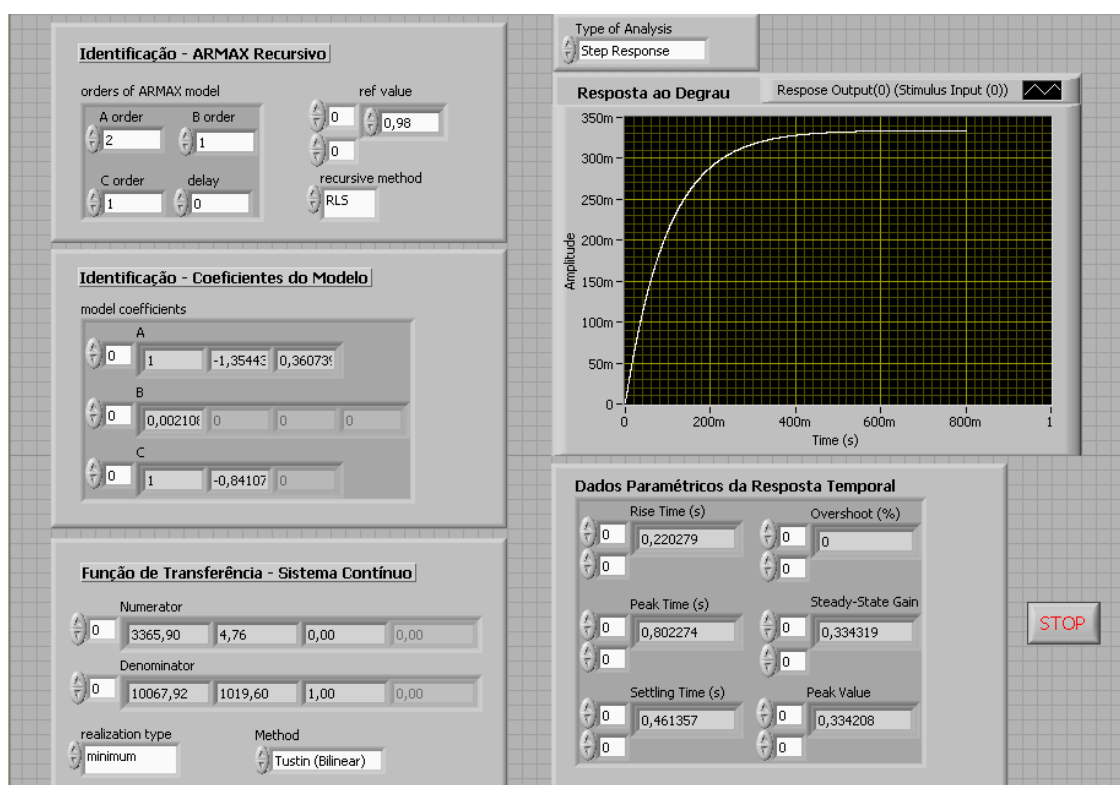 Identificação - ARMAX Recursivo
orders of ARMAX model
A order
B order
2
1
C order
delay
1
0
ref value
0
0,98
0
recursive method
RLS
Identificação - Coeficientes do Modelo
model coefficients
A
0
1
-1,35443
0,360739
B
0
0,002108
0
0
0
C
0
1
-0,84107
0
Função de Transferência - Sistema Contínuo
Numerator
0
3365,90
4,76
0,00
0,00
Denominator
0
10067,92
1019,60
1,00
0,00
realization type
minimum
Method
Tustin (Bilinear)
Type of Analysis
Step Response
Resposta ao Degrau
Respose Output(0) (Stimulus Input (0))
350m
300m
250m
200m
150m
100m
50m
0
Amplitude
0
200m
400m
600m
800m
1
Time (s)
Dados Paramétricos da Resposta Temporal
Rise Time (s)
0
0,220279
0
Overshoot (%)
0
0
0
Peak Time (s)
0
0,802274
0
Steady-State Gain
0
0,334319
0
Settling Time (s)
0
0,461357
0
Peak Value
0
0,334208
0
STOP